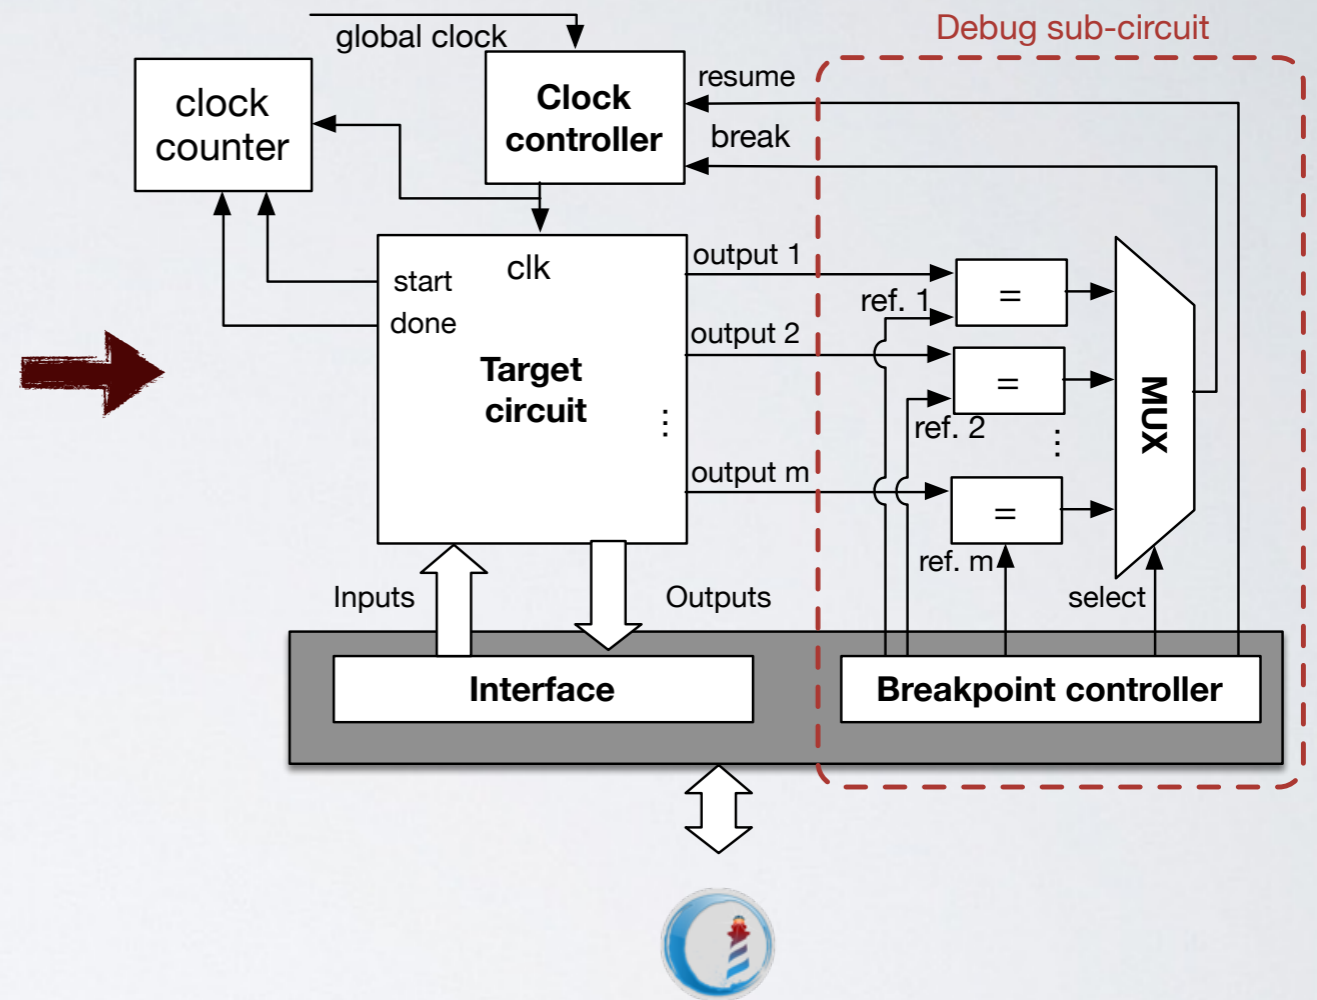 Debug sub-circuit
global clock
clock
counter
Clock
controller
resume
break
start
done
clk
Target
circuit
⋮
output 1
output 2
output m
ref. 1
=
ref. 2
=
⋮
ref. m
=
MUX
select
Inputs
Outputs
Interface
Breakpoint controller